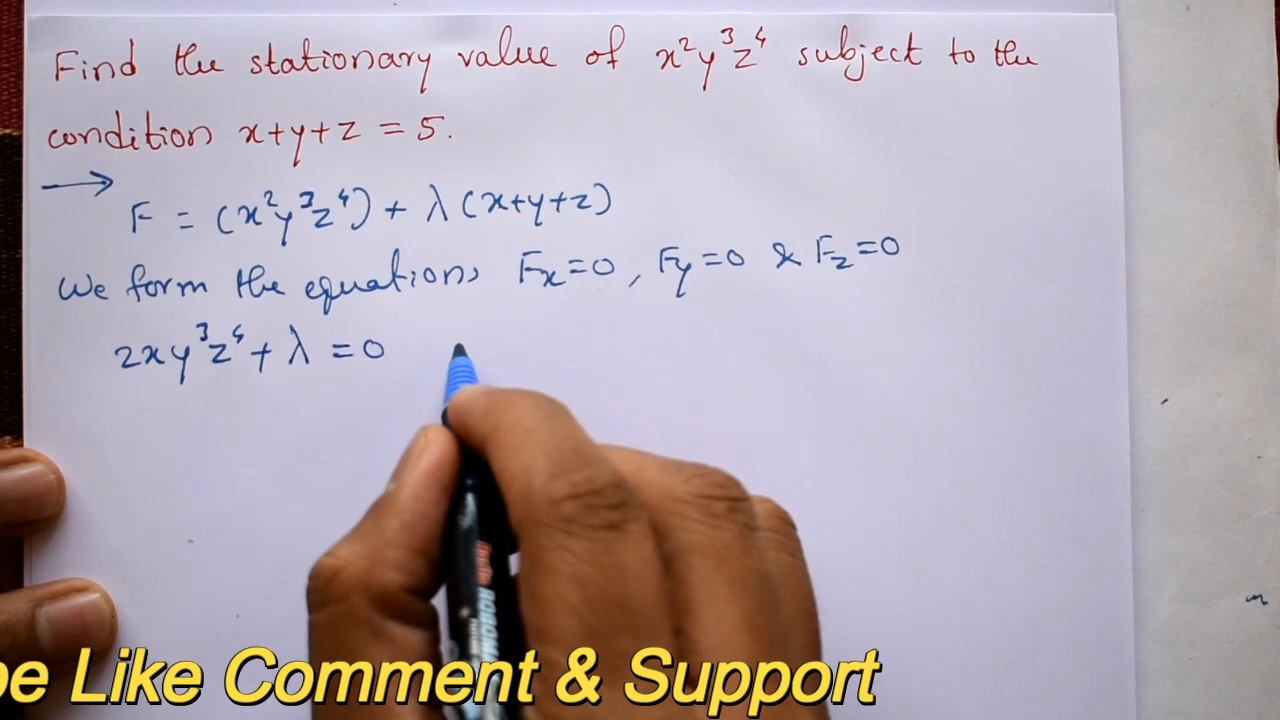 Find the stationary value of x²y³z⁴ subject to the
condition x+y+z = 5.
→ F = (x²y³z⁴) + λ(x+y+z)
We form the equations Fx=0, Fy=0 & Fz=0
2xy³z⁴ + λ = 0
be Like Comment & Support